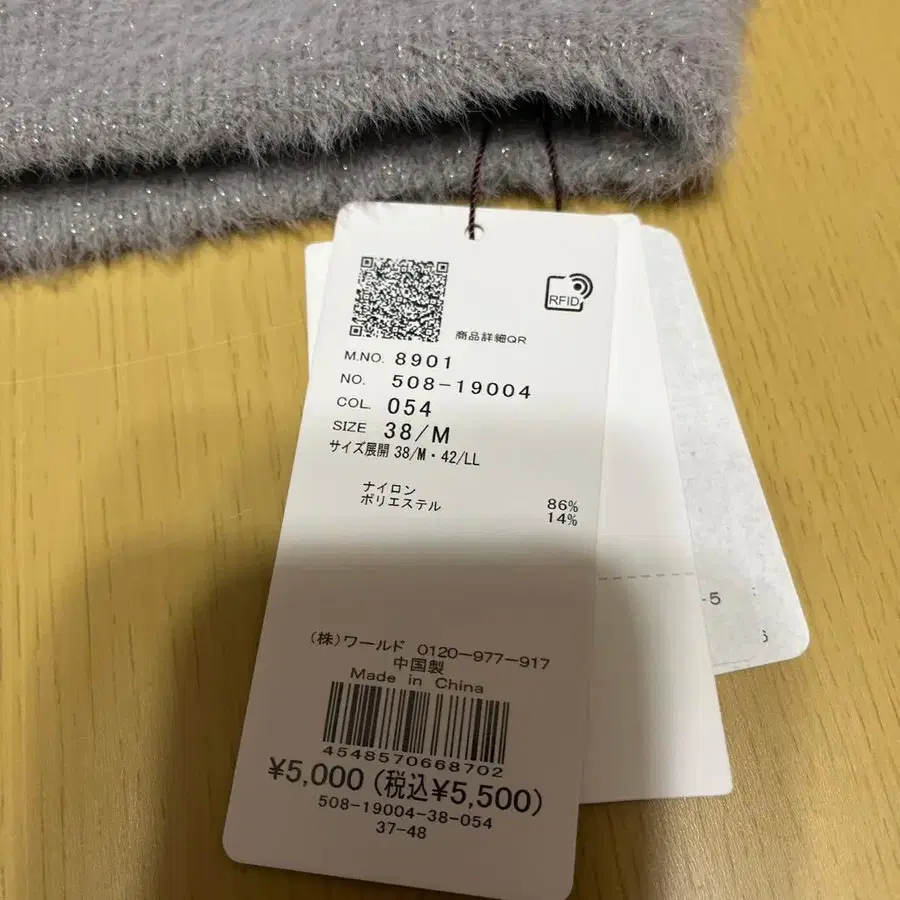 RFID
商品詳細QR
M.NO. 8901
NO. 508-19004
COL. 054
SIZE 38/M
サイズ展開 38/M・42/LL
ナイロン 86%
ポリエステル 14%
-5
6
(株)ワールド 0120-977-917
中国製
Made in China
4548570668702
¥5,000(税込¥5,500)
508-19004-38-054
37-48